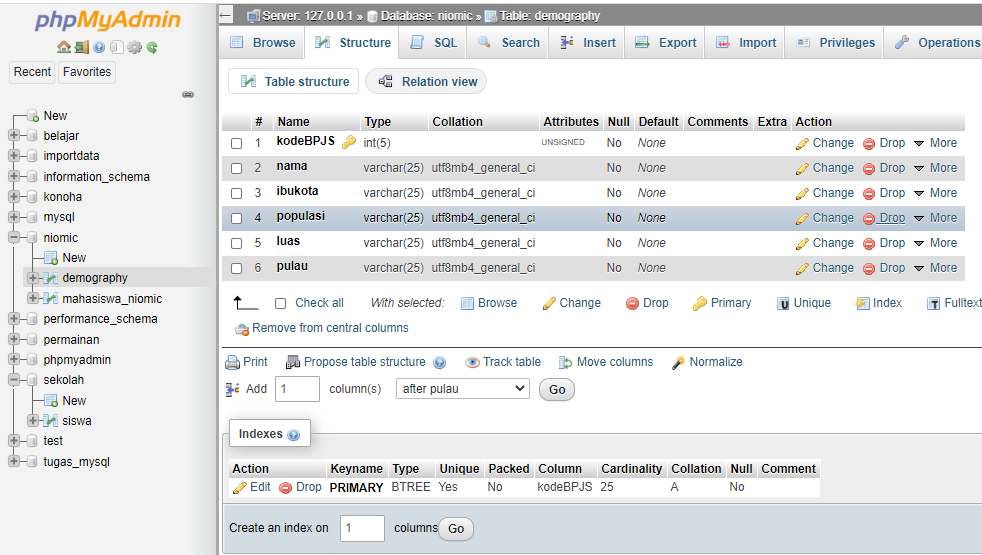 phpMyAdmin
Recent Favorites
New
belajar
importdata
information_schema
konoha
mysql
niomic
New
demography
mahasiswa_niomic
performance_schema
permainan
phpmyadmin
sekolah
New
siswa
test
tugas_mysql
Server: 127.0.0.1 » Database: niomic » Table: demography
Browse Structure SQL Search Insert Export Import Privileges Operations
Table structure Relation view
# Name Type Collation Attributes Null Default Comments Extra Action
1 kodeBPJS int(5) UNSIGNED No None Change Drop More
2 nama varchar(25) utf8mb4_general_ci No None Change Drop More
3 ibukota varchar(25) utf8mb4_general_ci No None Change Drop More
4 populasi varchar(25) utf8mb4_general_ci No None Change Drop More
5 luas varchar(25) utf8mb4_general_ci No None Change Drop More
6 pulau varchar(25) utf8mb4_general_ci No None Change Drop More
Check all With selected: Browse Change Drop Primary Unique Index Fulltext
Remove from central columns
Print Propose table structure Track table Move columns Normalize
Add 1 column(s) after pulau Go
Indexes
Action Keyname Type Unique Packed Column Cardinality Collation Null Comment
Edit Drop PRIMARY BTREE Yes No kodeBPJS 25 A No
Create an index on 1 columns Go